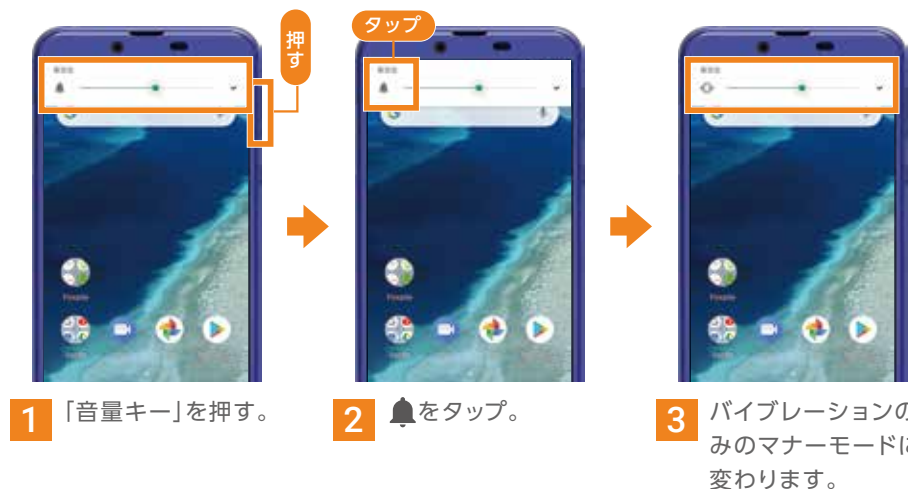 押す
タップ
1 「音量キー」を押す。
2 をタップ。
3 バイブレーションの
みのマナーモードに
変わります。